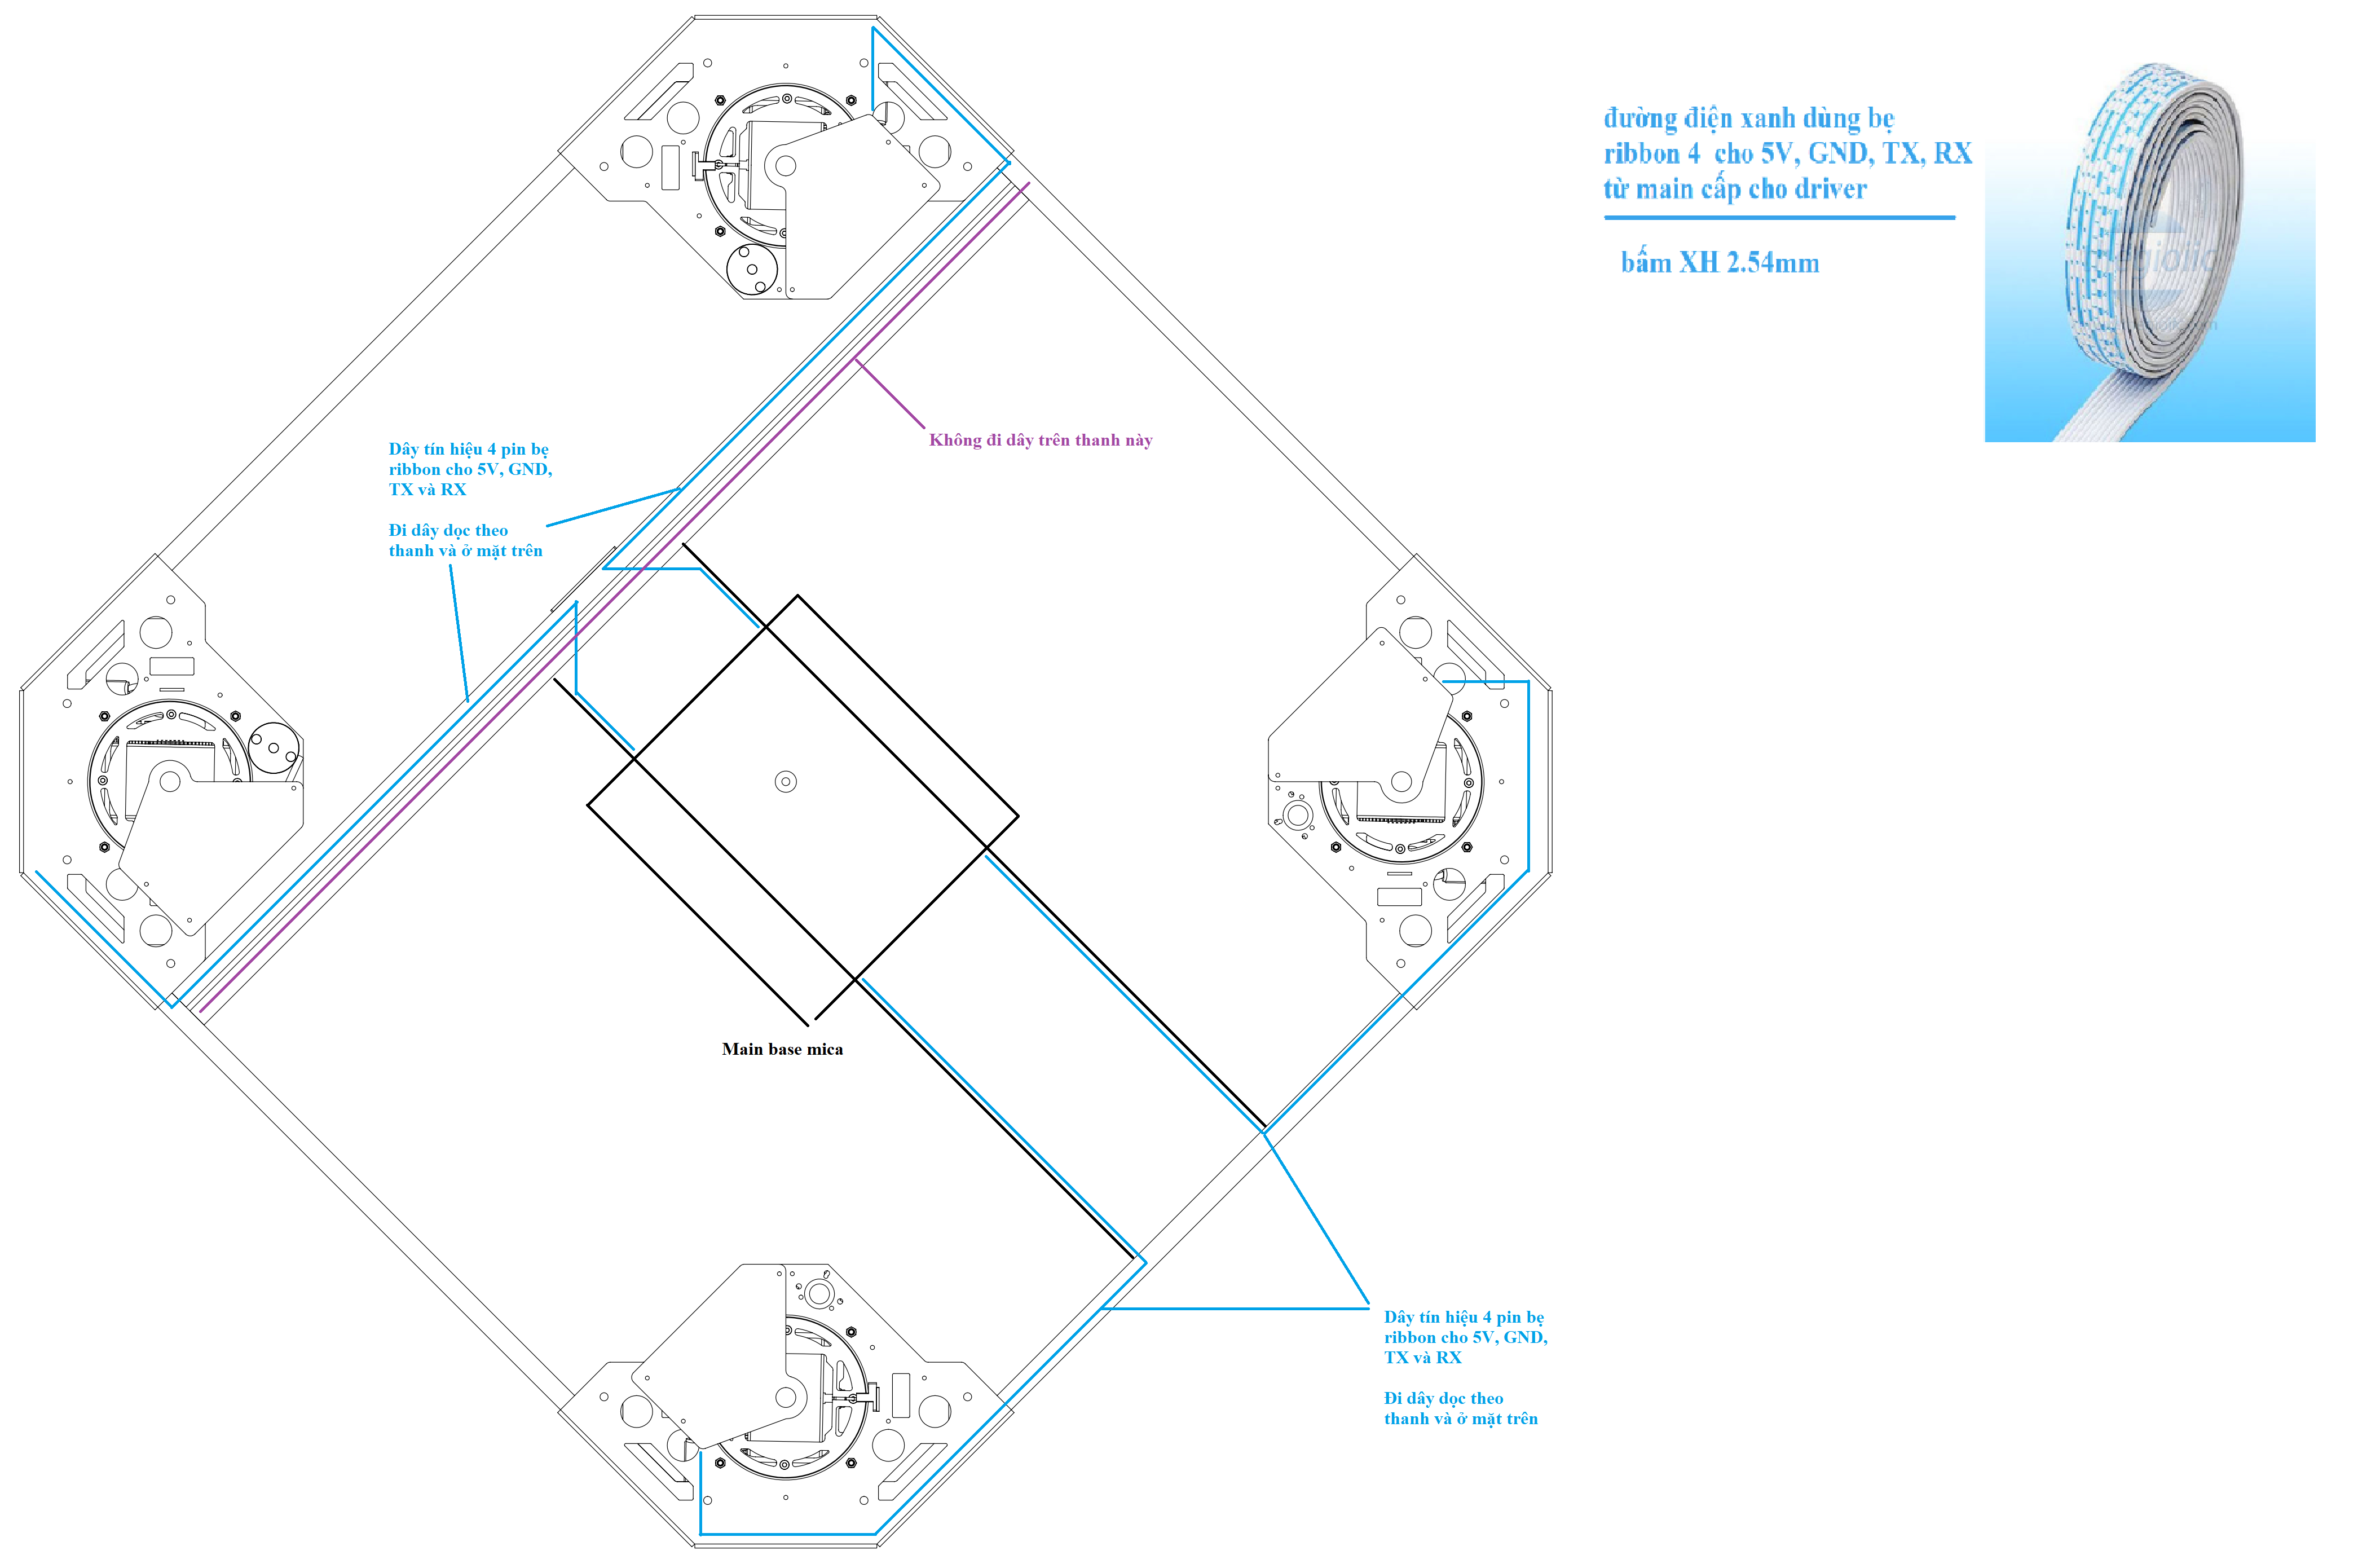 đường điện xanh dùng bẹ
ribbon 4 cho 5V, GND, TX, RX
từ main cấp cho driver
bấm XH 2.54mm
Không đi dây trên thanh này
Dây tín hiệu 4 pin bẹ
ribbon cho 5V, GND,
TX và RX
Đi dây dọc theo
thanh và ở mặt trên
Main base mica
Dây tín hiệu 4 pin bẹ
ribbon cho 5V, GND,
TX và RX
Đi dây dọc theo
thanh và ở mặt trên